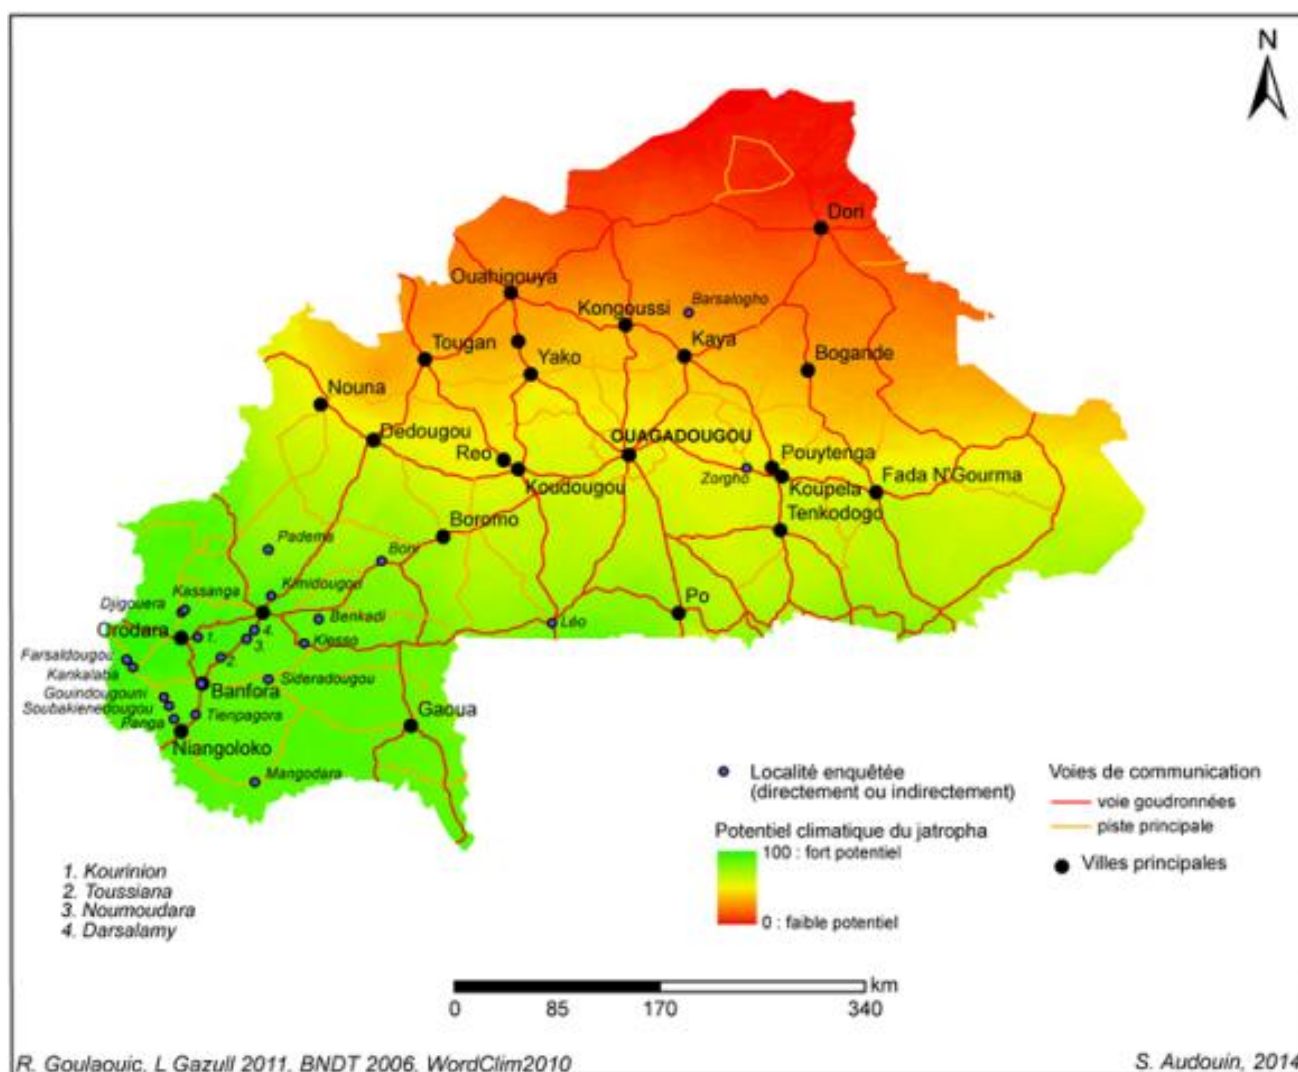 N
Dori
Ouahigouya
Kongoussi
Barsalogho
Tougan
Yako
Kaya
Bogande
Nouna
Dedougou
OUAGADOUGOU
Reo
Koudougou
Zorgho
Pouytenga
Koupela
Fada N'Gourma
Tenkodogo
Boromo
Padema
Boni
Kassanga
Kimidougou
Djigouera
Benkadi
Léo
Po
Orodara
1.
4.
3.
2
Klesso
Farsaldougou
Kankalaba
Sideradougou
Banfora
Gouindougouni
Soubakienedougou
Tienpagora
Panga
Gaoua
Niangoloko
Mangodara
Localité enquêtée
(directement ou indirectement)
Voies de communication
voie goudronnées
piste principale
Potentiel climatique du jatropha
100 : fort potentiel
0 : faible potentiel
Villes principales
1. Kourinion
2. Toussiana
3. Noumoudara
4. Darsalamy
km
0 85 170 340
R. Goulaouic, L Gazull 2011, BNDT 2006, WordClim2010
S. Audouin, 2014